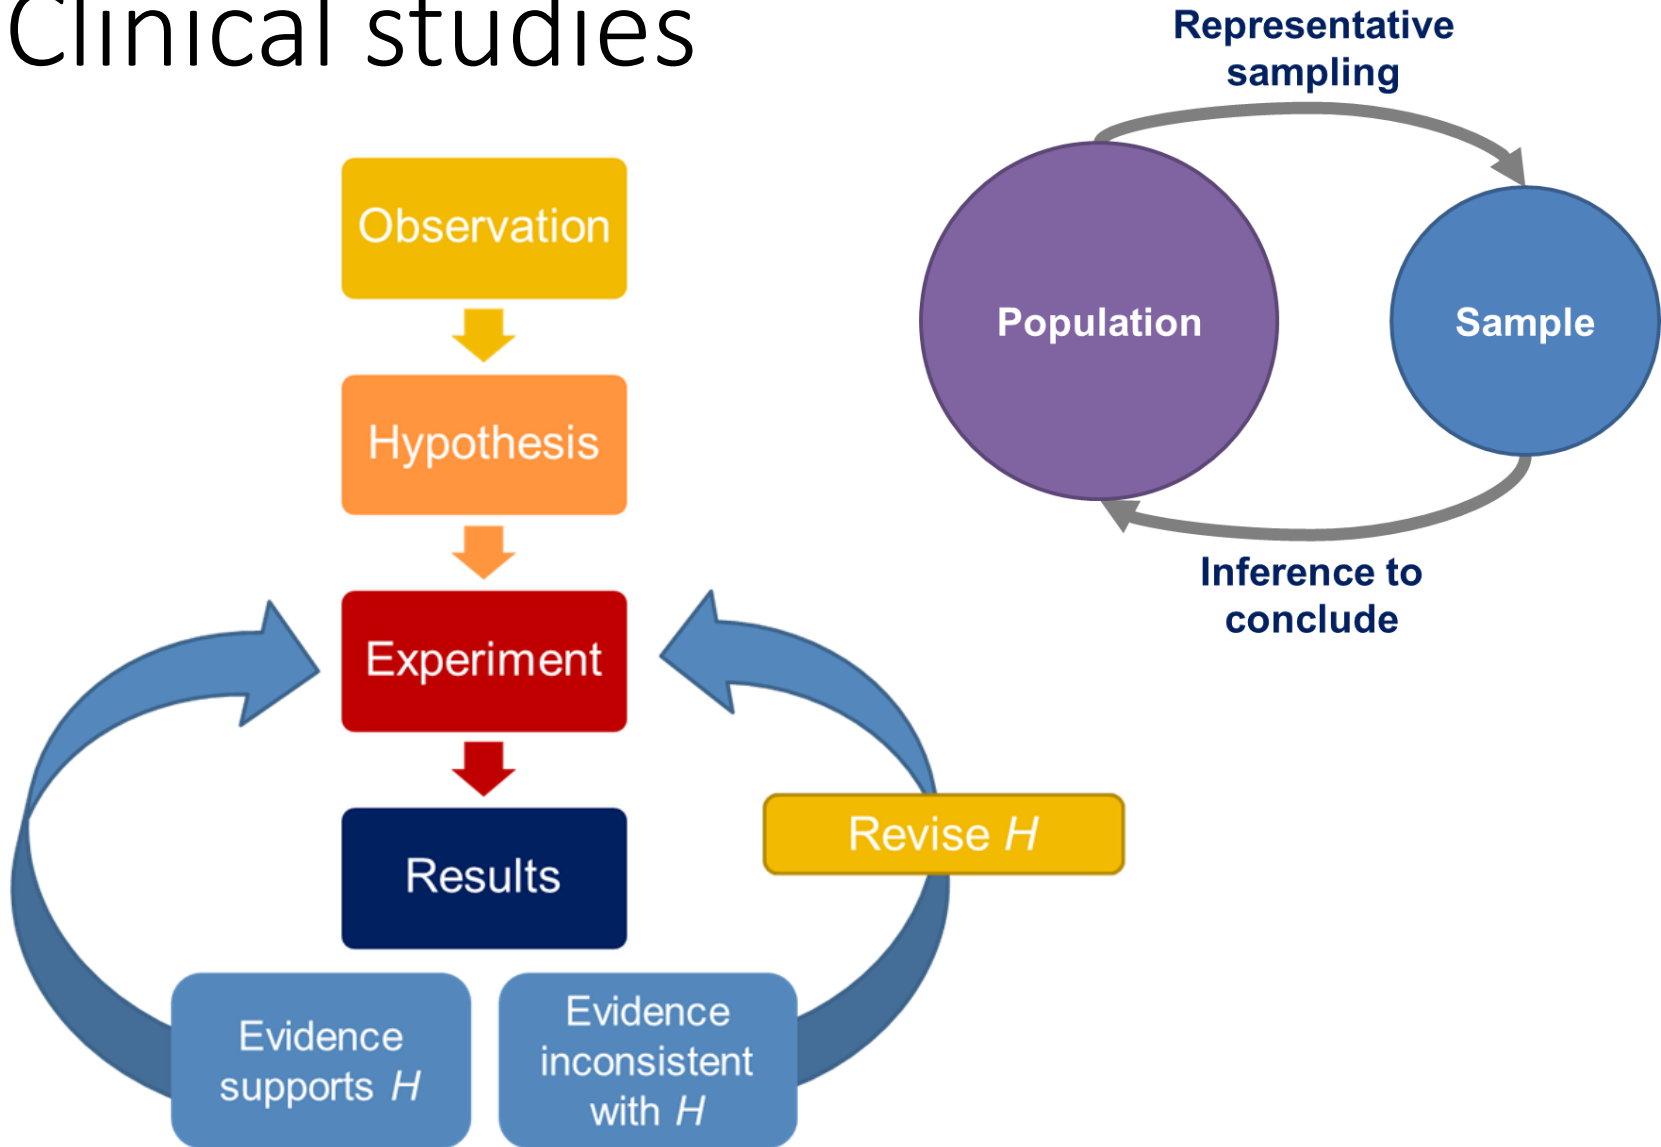 Clinical studies
Representative
sampling
Population
Sample
Inference to
conclude
Observation
Hypothesis
Experiment
Results
Revise H
Evidence
supports H
Evidence
inconsistent
with H